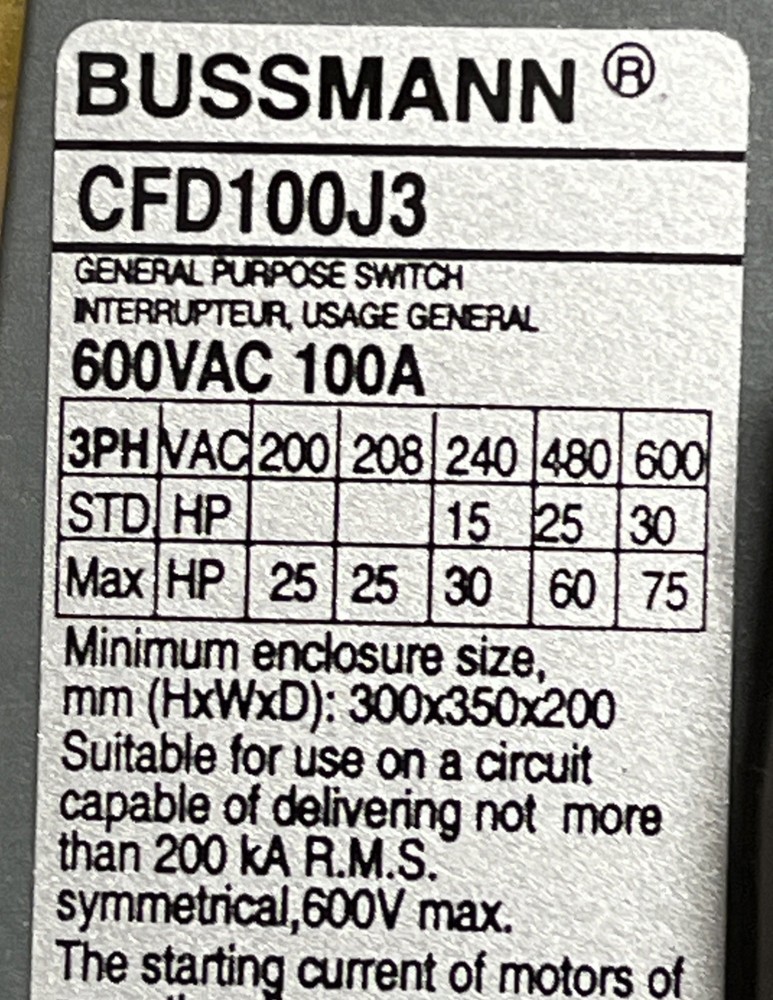 BUSSMANN ®
CFD100J3
GENERAL PURPOSE SWITCH
INTERRUPTEUR, USAGE GENERAL
600VAC 100A
3PH VAC 200 208 240 480 600
STD HP 15 25 30
Max HP 25 25 30 60 75
Minimum enclosure size,
mm (HxWxD): 300x350x200
Suitable for use on a circuit
capable of delivering not more
than 200 kA R.M.S.
symmetrical,600V max.
The starting current of motors of